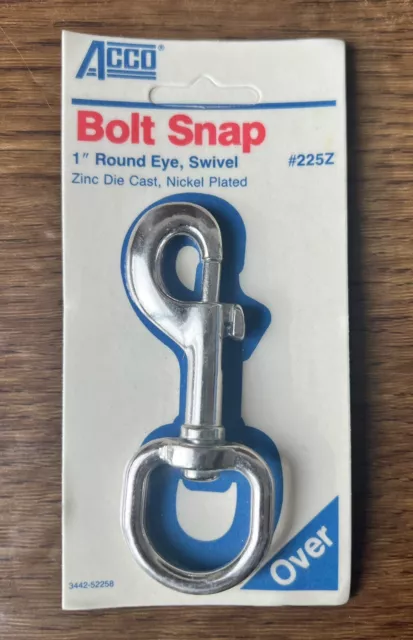 ACCO®
Bolt Snap
1" Round Eye, Swivel #225Z
Zinc Die Cast, Nickel Plated
Over
3442-52258